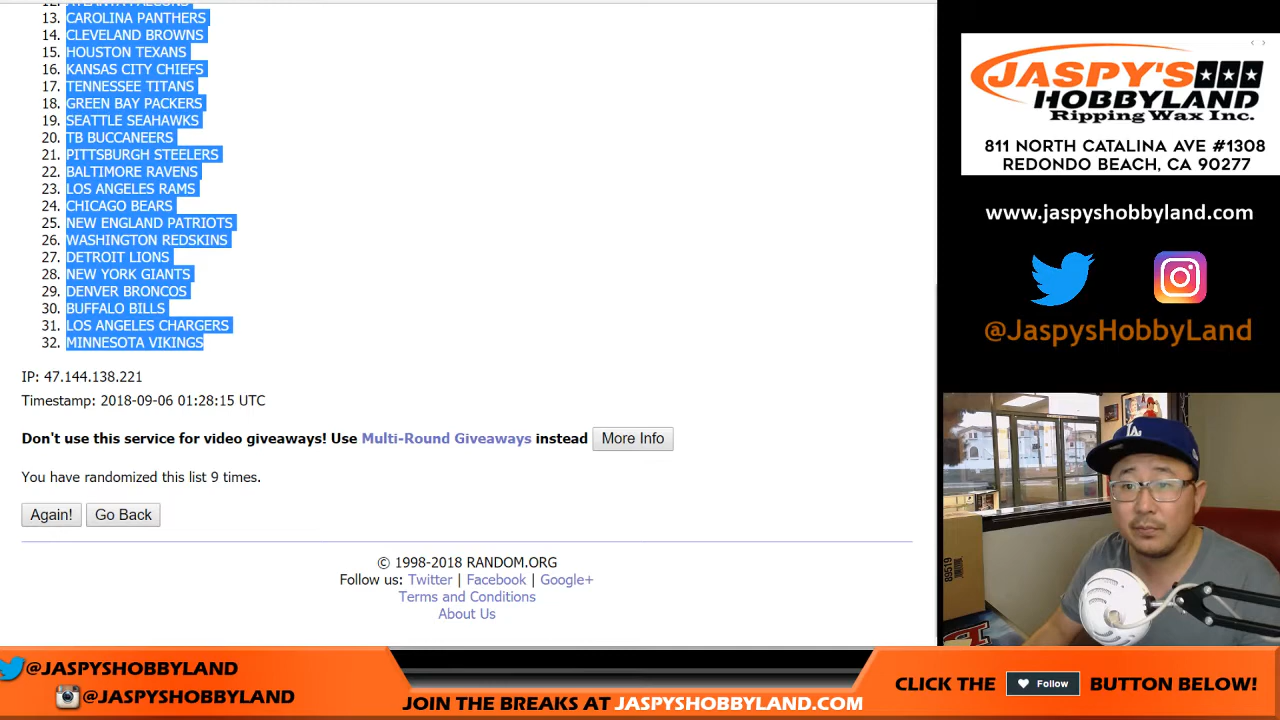 12. ATLANTA FALCONS
13. CAROLINA PANTHERS
14. CLEVELAND BROWNS
15. HOUSTON TEXANS
16. KANSAS CITY CHIEFS
17. TENNESSEE TITANS
18. GREEN BAY PACKERS
19. SEATTLE SEAHAWKS
20. TB BUCCANEERS
21. PITTSBURGH STEELERS
22. BALTIMORE RAVENS
23. LOS ANGELES RAMS
24. CHICAGO BEARS
25. NEW ENGLAND PATRIOTS
26. WASHINGTON REDSKINS
27. DETROIT LIONS
28. NEW YORK GIANTS
29. DENVER BRONCOS
30. BUFFALO BILLS
31. LOS ANGELES CHARGERS
32. MINNESOTA VIKINGS
IP: 47.144.138.221
Timestamp: 2018-09-06 01:28:15 UTC
Don't use this service for video giveaways! Use Multi-Round Giveaways instead More Info
You have randomized this list 9 times.
Again! Go Back
© 1998-2018 RANDOM.ORG
Follow us: Twitter | Facebook | Google+
Terms and Conditions
About Us
JASPY'S
HOBBYLAND
Ripping Wax Inc.
811 NORTH CATALINA AVE #1308
REDONDO BEACH, CA 90277
www.jaspyshobbyland.com
@JaspysHobbyLand
LA
89519
@JASPYSHOBBYLAND
@JASPYSHOBBYLAND
JOIN THE BREAKS AT JASPYSHOBBYLAND.COM
CLICK THE Follow BUTTON BELOW!